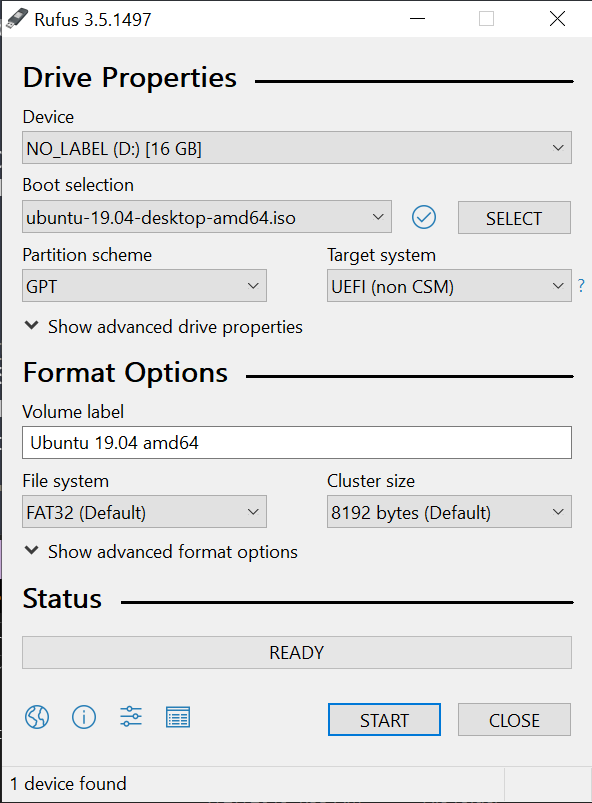 Rufus 3.5.1497
Drive Properties
Device
NO_LABEL (D:) [16 GB]
Boot selection
ubuntu-19.04-desktop-amd64.iso
SELECT
Partition scheme
Target system
GPT
UEFI (non CSM)
?
Show advanced drive properties
Format Options
Volume label
Ubuntu 19.04 amd64
File system
Cluster size
FAT32 (Default)
8192 bytes (Default)
Show advanced format options
Status
READY
START
CLOSE
1 device found